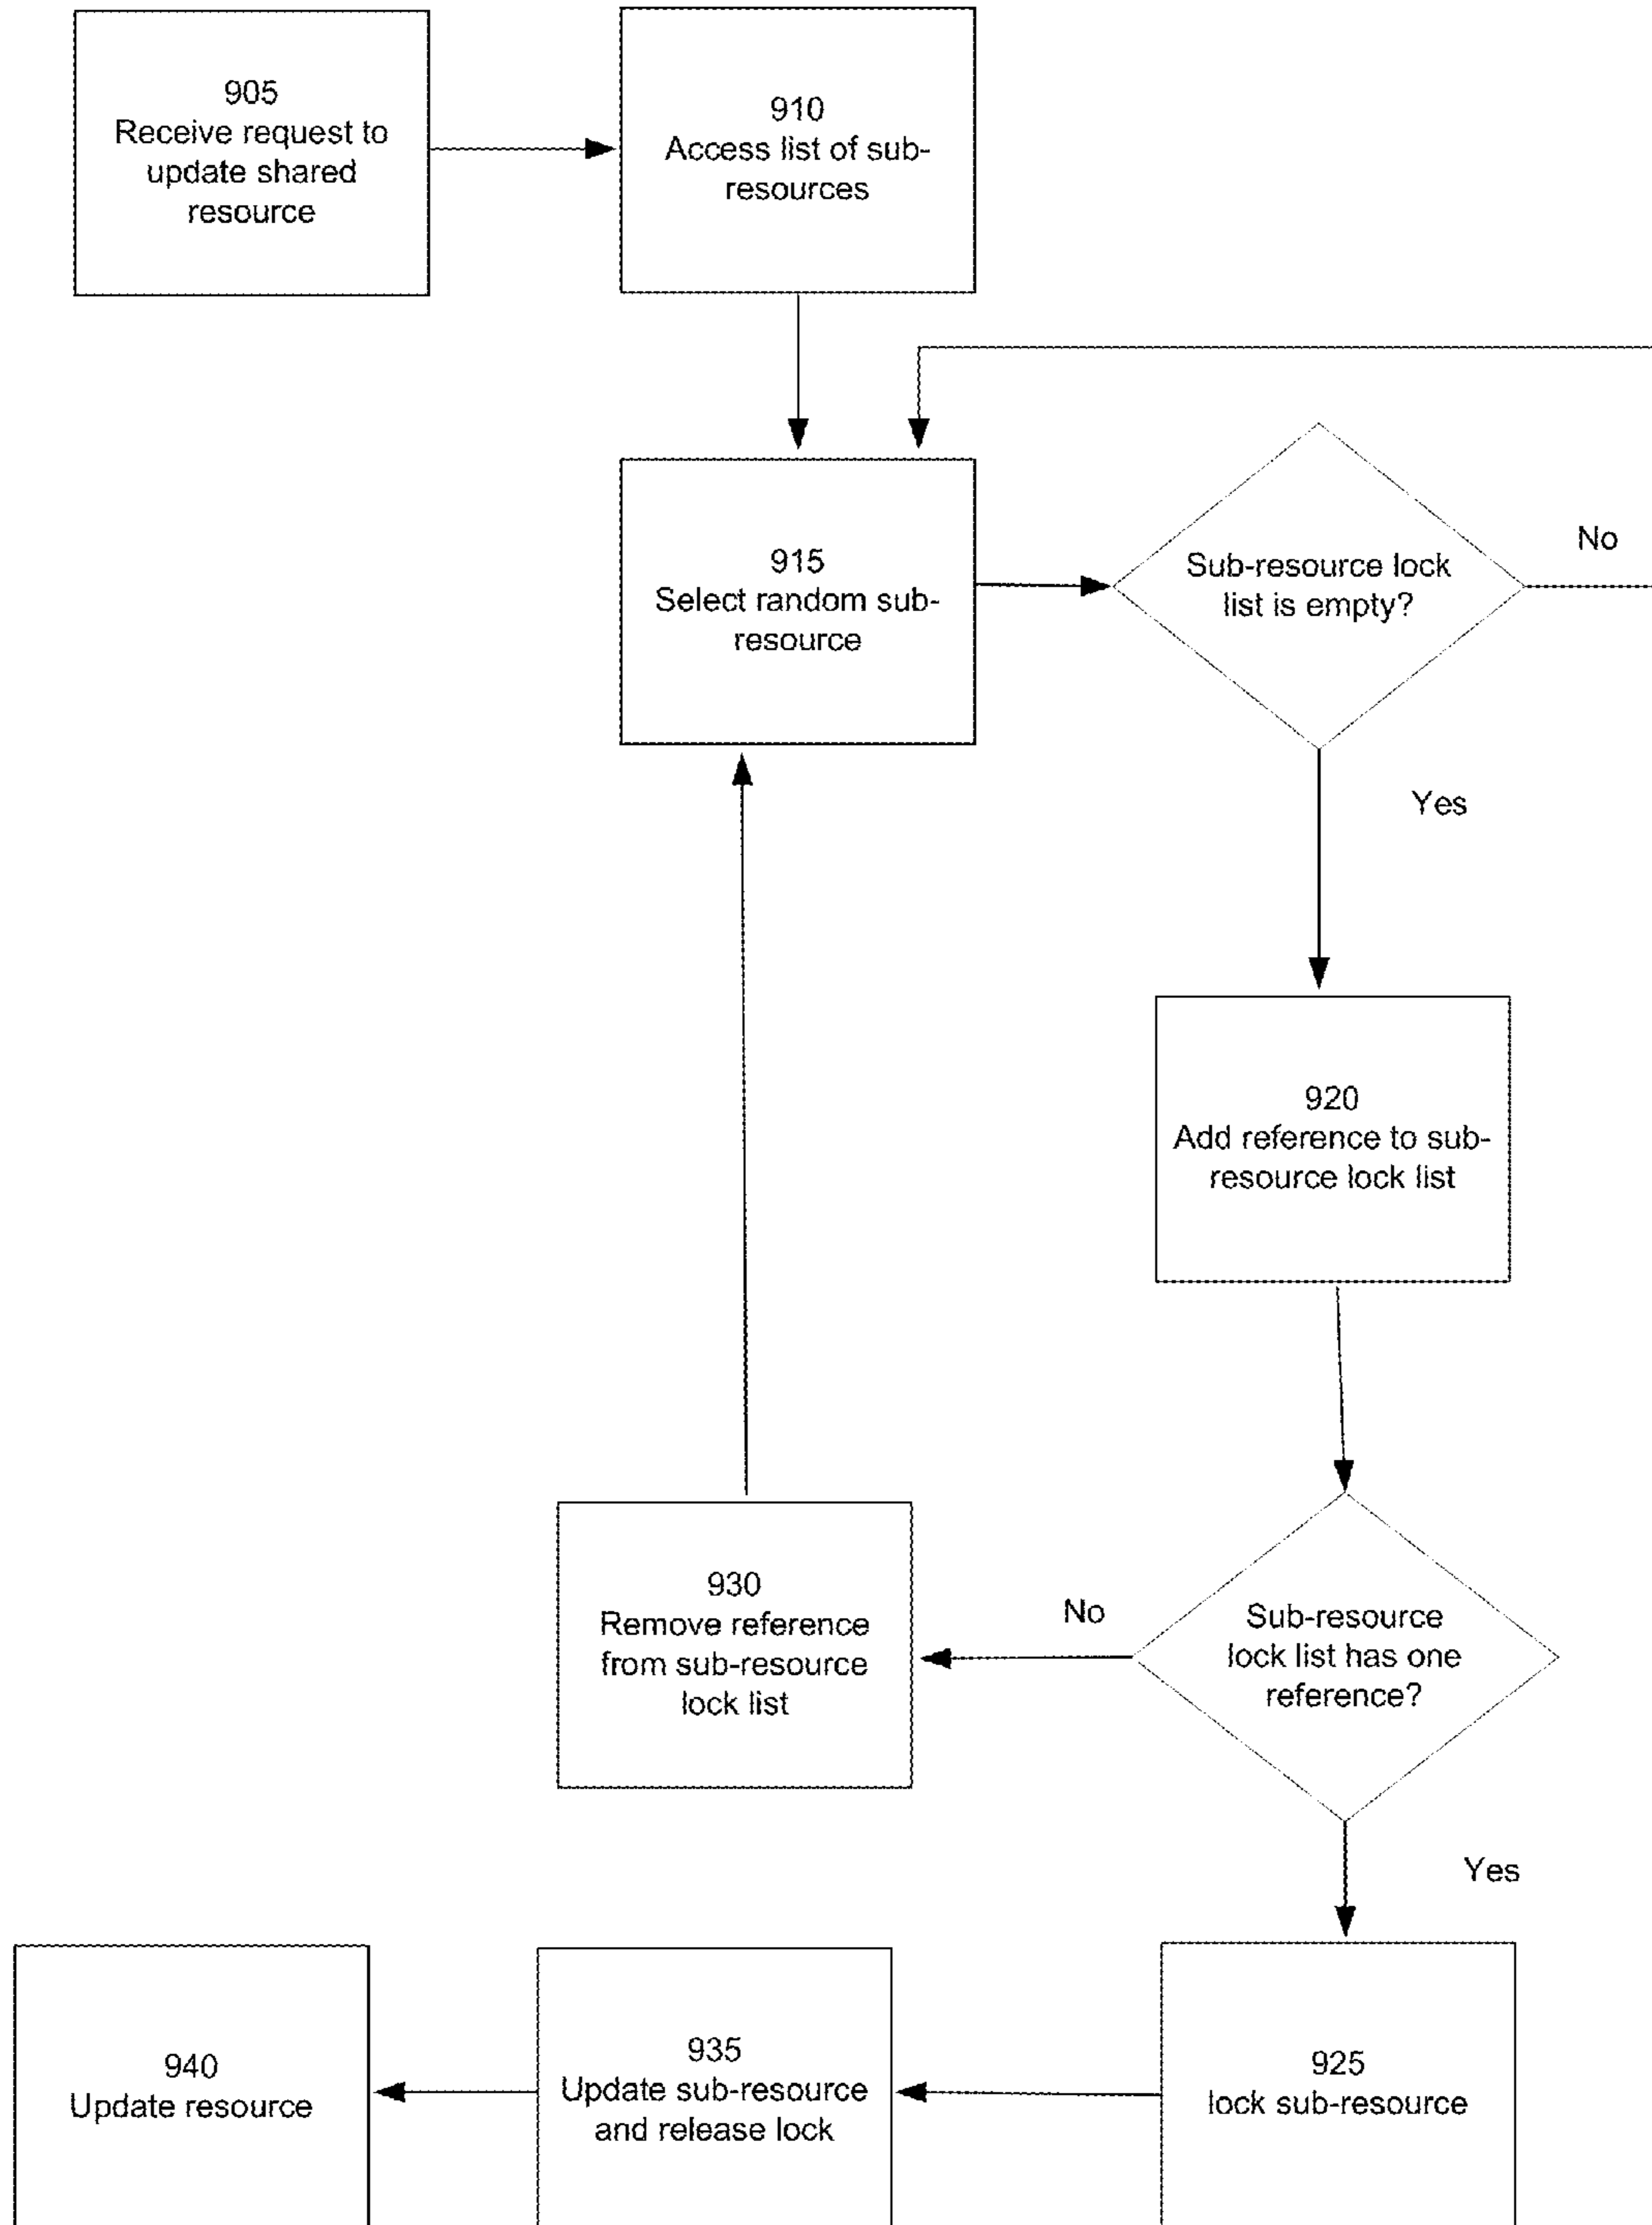 905
Receive request to
update shared
resource
910
Access list of sub-
resources
915
Select random sub-
resource
Sub-resource lock
list is empty?
No
Yes
920
Add reference to sub-
resource lock list
930
Remove reference
from sub-resource
lock list
No
Sub-resource
lock list has one
reference?
Yes
940
Update resource
935
Update sub-resource
and release lock
925
lock sub-resource